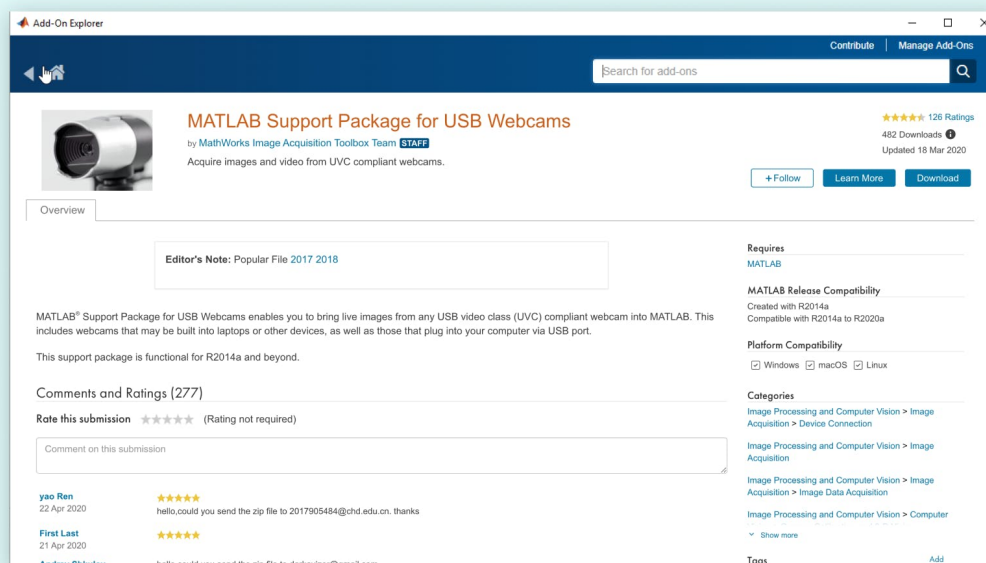 Add-On Explorer
Contribute | Manage Add-Ons
Search for add-ons
MATLAB Support Package for USB Webcams
by MathWorks Image Acquisition Toolbox Team STAFF
Acquire images and video from UVC compliant webcams.
126 Ratings
482 Downloads
Updated 18 Mar 2020
+ Follow
Learn More
Download
Overview
Editor's Note: Popular File 2017 2018
MATLAB® Support Package for USB Webcams enables you to bring live images from any USB video class (UVC) compliant webcam into MATLAB. This
includes webcams that may be built into laptops or other devices, as well as those that plug into your computer via USB port.
This support package is functional for R2014a and beyond.
Comments and Ratings (277)
Rate this submission (Rating not required)
Comment on this submission
yao Ren
22 Apr 2020
hello,could you send the zip file to 2017905484@chd.edu.cn. thanks
First Last
21 Apr 2020
Requires
MATLAB
MATLAB Release Compatibility
Created with R2014a
Compatible with R2014a to R2020a
Platform Compatibility
Windows macOS Linux
Categories
Image Processing and Computer Vision > Image
Acquisition > Device Connection
Image Processing and Computer Vision > Image
Acquisition
Image Processing and Computer Vision > Image
Acquisition > Image Data Acquisition
Image Processing and Computer Vision > Computer
Show more
Tags
Add